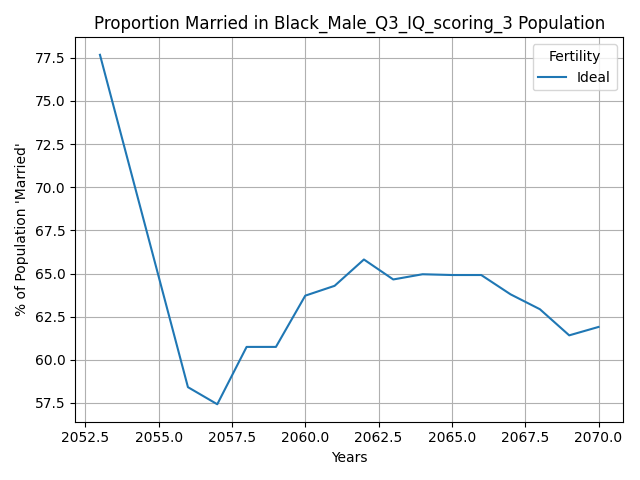 Proportion Married in Black_Male_Q3_IQ_scoring_3 Population
Fertility
Ideal
% of Population 'Married'
77.5
75.0
72.5
70.0
67.5
65.0
62.5
60.0
57.5
2052.5 2055.0 2057.5 2060.0 2062.5 2065.0 2067.5 2070.0
Years